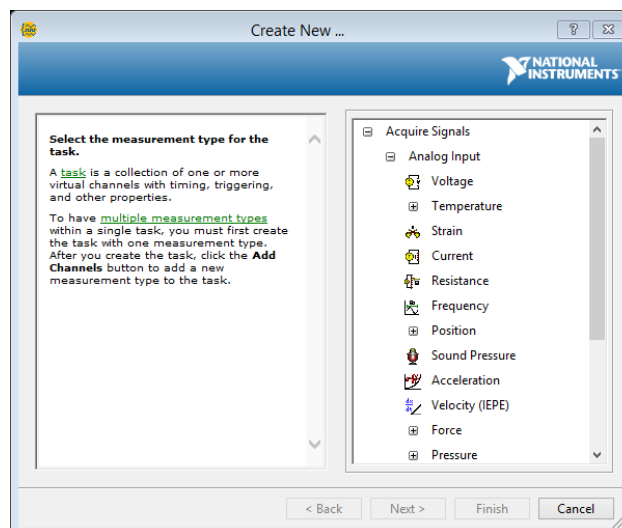 Create New ...
NATIONAL
INSTRUMENTS
Select the measurement type for the
task.
A task is a collection of one or more
virtual channels with timing, triggering,
and other properties.
To have multiple measurement types
within a single task, you must first create
the task with one measurement type.
After you create the task, click the Add
Channels button to add a new
measurement type to the task.
Acquire Signals
Analog Input
Voltage
Temperature
Strain
Current
Resistance
Frequency
Position
Sound Pressure
Acceleration
Velocity (IEPE)
Force
Pressure
< Back
Next >
Finish
Cancel